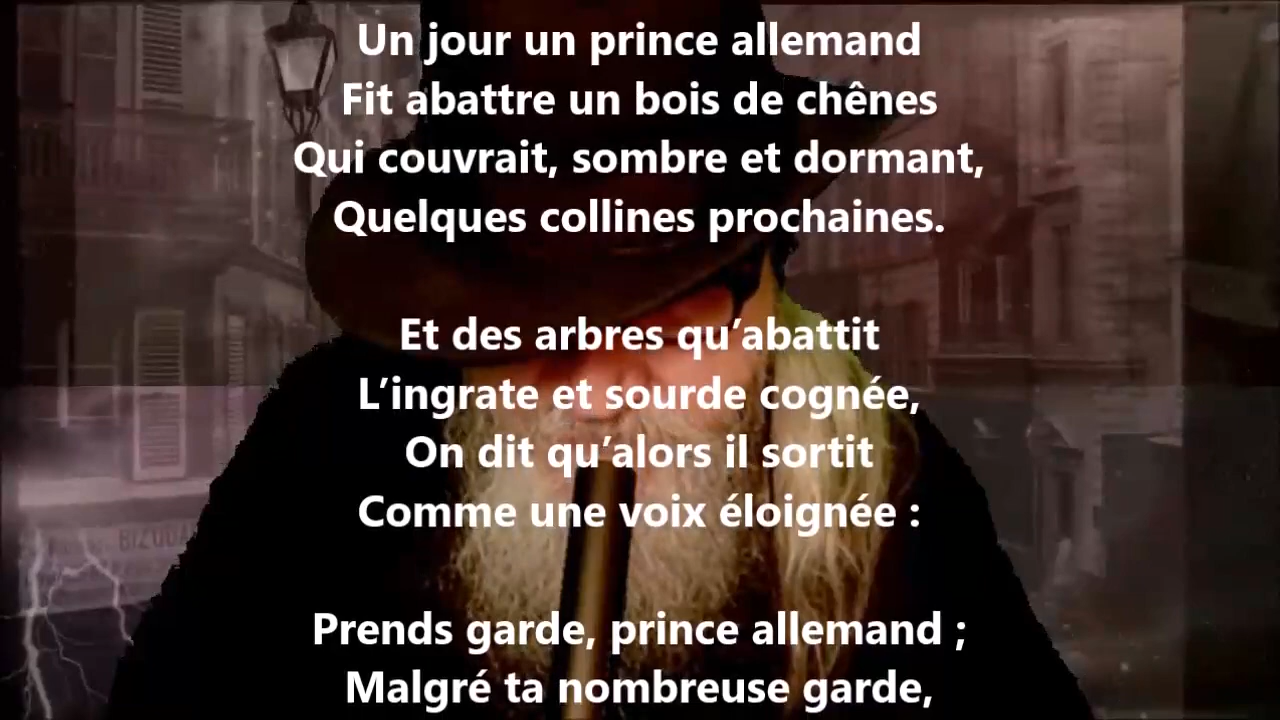 Un jour un prince allemand
Fit abattre un bois de chênes
Qui couvrait, sombre et dormant,
Quelques collines prochaines.
Et des arbres qu’abattit
L’ingrate et sourde cognée,
On dit qu’alors il sortit
Comme une voix éloignée :
Prends garde, prince allemand ;
Malgré ta nombreuse garde,